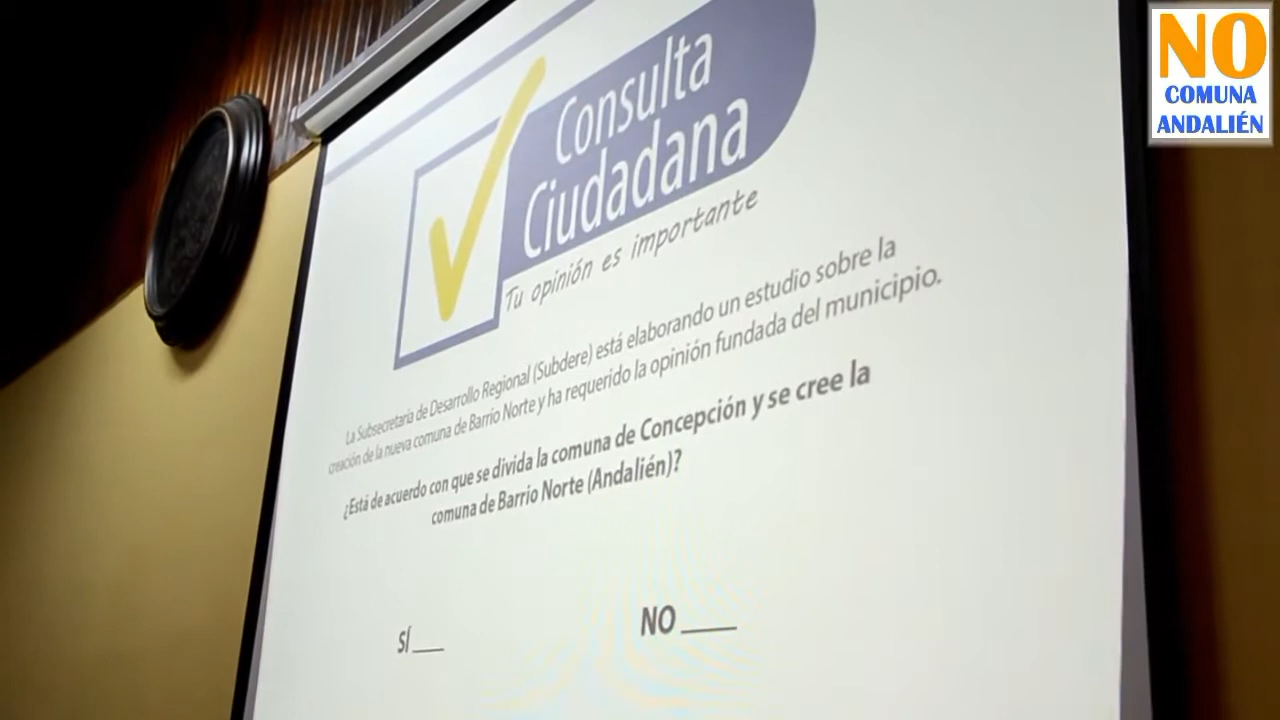 NO
COMUNA
ANDALIÉN
Consulta
Ciudadana
Tu opinión es importante
La Subsecretaría de Desarrollo Regional (Subdere) está elaborando un estudio sobre la
creación de la nueva comuna de Barrio Norte y ha requerido la opinión fundada del municipio.
¿Está de acuerdo con que se divida la comuna de Concepción y se cree la
comuna de Barrio Norte (Andalién)?
SÍ___ NO ___